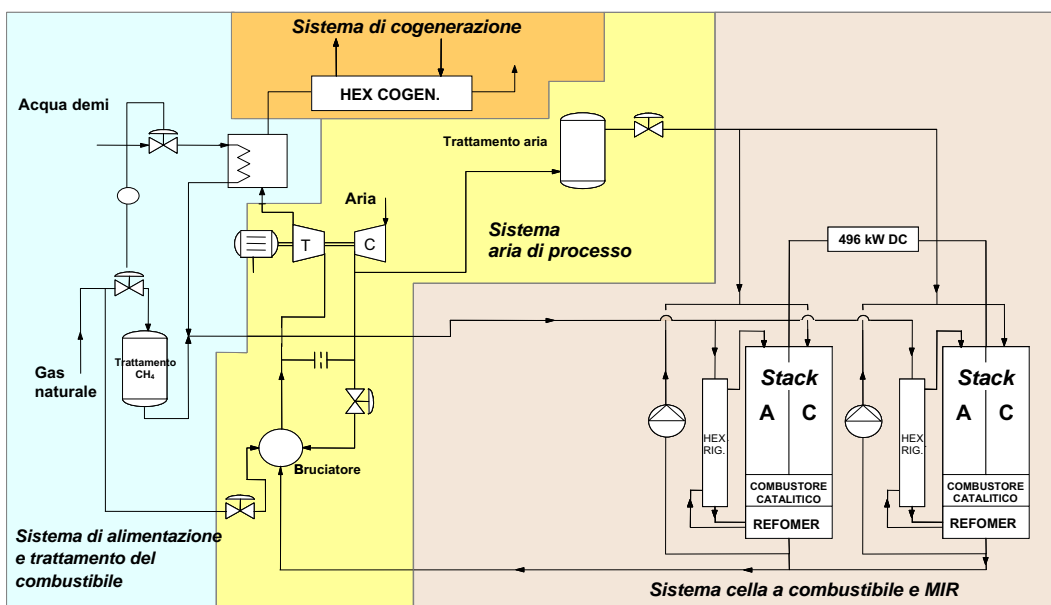 Sistema di cogenerazione
HEX COGEN.
Acqua demi
Trattamento aria
Aria
T
C
Sistema
aria di processo
496 kW DC
Trattamento
CH₄
Gas
naturale
Bruciatore
HEX.
RIG.
Stack
A C
COMBUSTORE
CATALITICO
REFOMER
HEX.
RIG.
Stack
A C
COMBUSTORE
CATALITICO
REFOMER
Sistema di alimentazione
e trattamento del
combustibile
Sistema cella a combustibile e MIR